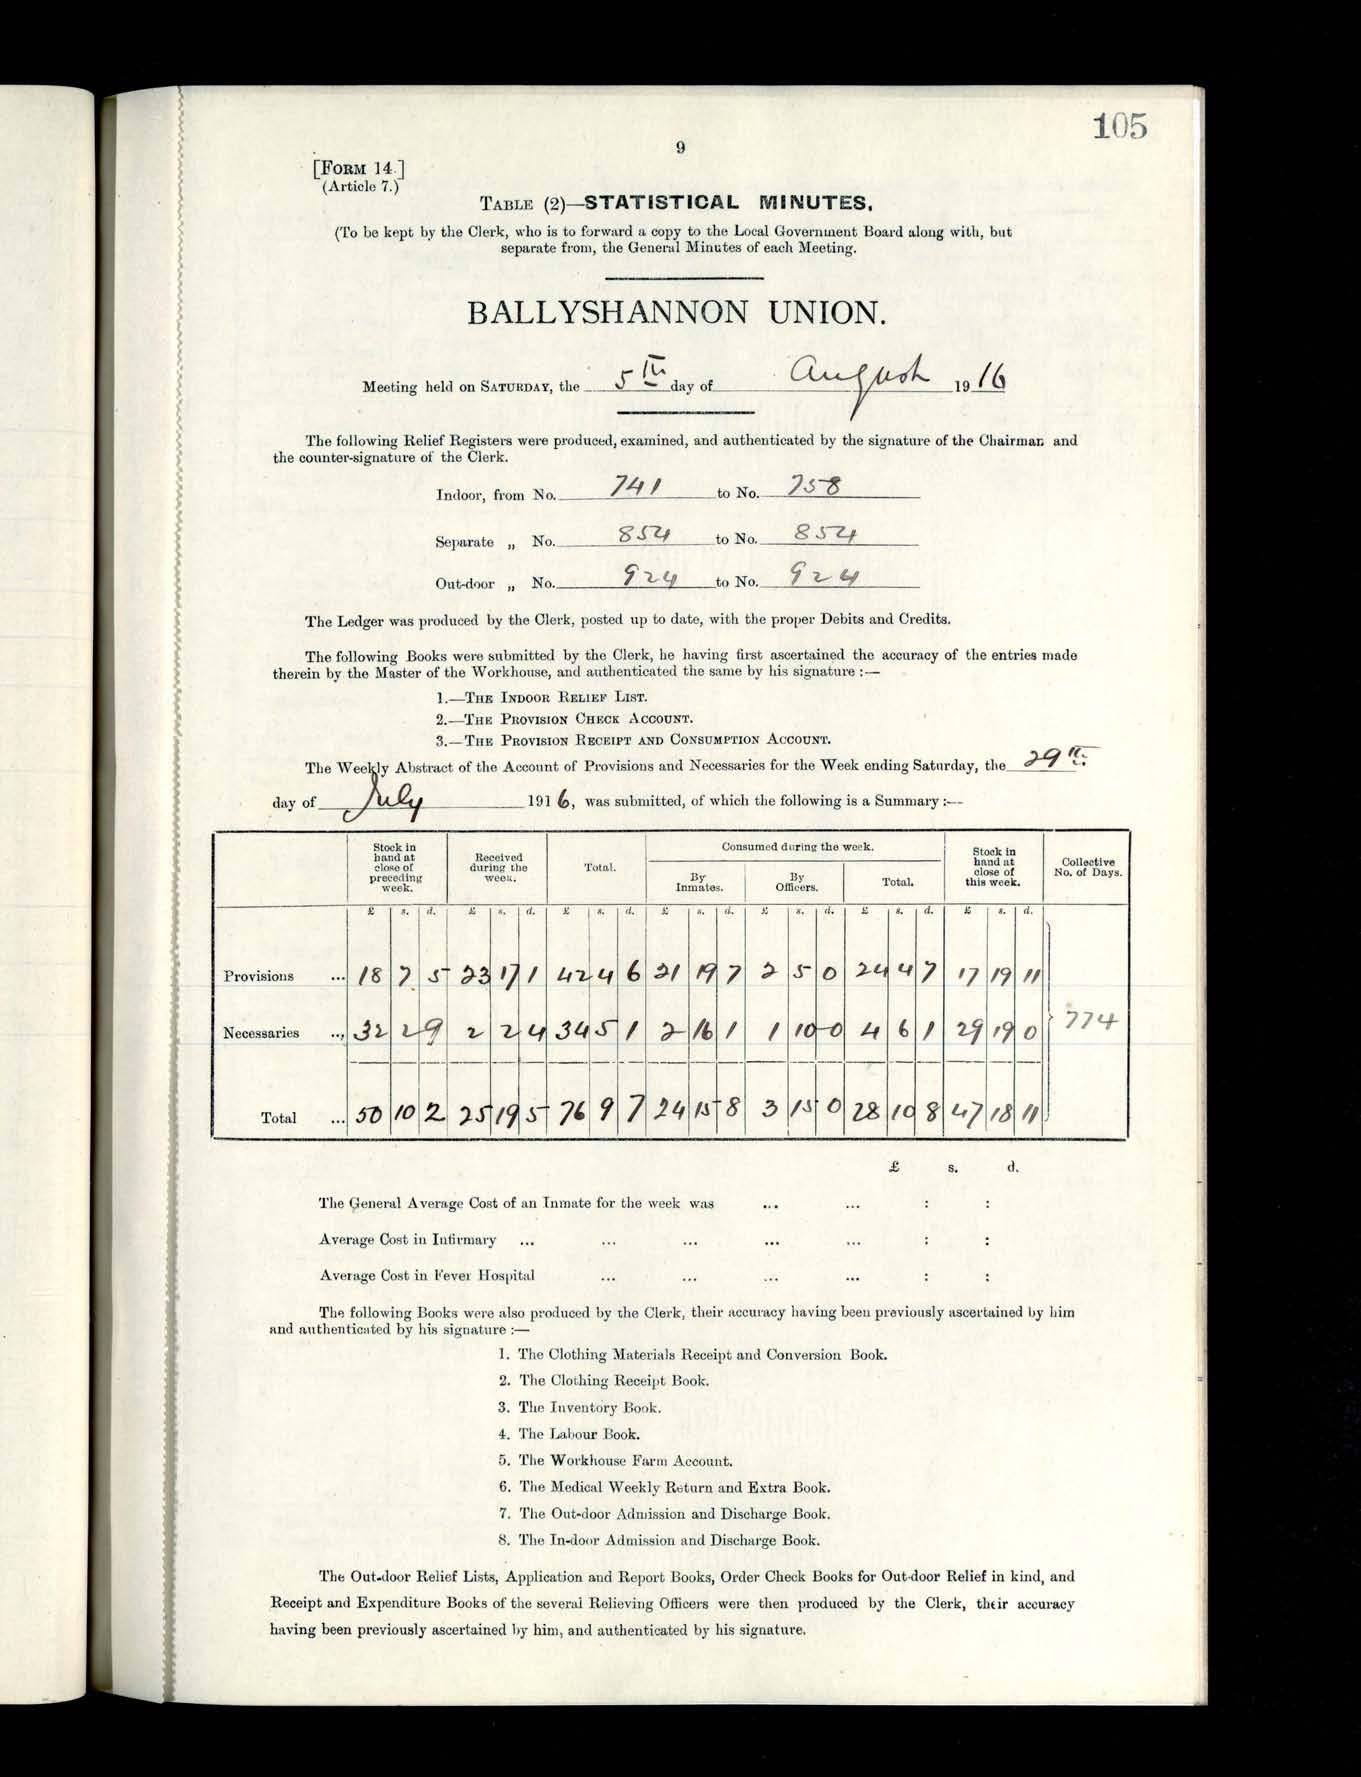 105
9
[FORM 14.]
(Article 7.)
TABLE (2)—STATISTICAL MINUTES.
(To be kept by the Clerk, who is to forward a copy to the Local Government Board along with, but
separate from, the General Minutes of each Meeting.
BALLYSHANNON UNION.
Meeting held on SATURDAY, the 5th day of August 1916
The following Relief Registers were produced, examined, and authenticated by the signature of the Chairman and
the counter-signature of the Clerk.
Indoor, from No. 741 to No. 758
Separate „ No. 854 to No. 854
Out-door „ No. 924 to No. 924
The Ledger was produced by the Clerk, posted up to date, with the proper Debits and Credits.
The following Books were submitted by the Clerk, he having first ascertained the accuracy of the entries made
therein by the Master of the Workhouse, and authenticated the same by his signature :—
1.—THE INDOOR RELIEF LIST.
2.—THE PROVISION CHECK ACCOUNT.
3.—THE PROVISION RECEIPT AND CONSUMPTION ACCOUNT.
The Weekly Abstract of the Account of Provisions and Necessaries for the Week ending Saturday, the 29th
day of July 1916, was submitted, of which the following is a Summary :—
Stock in hand at close of preceding week. Received during the week. Total. Consumed during the week. Stock in hand at close of this week. Collective No. of Days.
By Inmates. By Officers. Total.
£ s. d. £ s. d. £ s. d. £ s. d. £ s. d. £ s. d. £ s. d.
Provisions ... 18 7 5 23 17 1 42 4 6 21 19 7 2 5 0 24 4 7 17 19 11
Necessaries ... 32 2 9 2 2 4 34 5 1 2 16 1 1 10 0 4 6 1 29 19 0 774
Total ... 50 10 2 25 19 5 76 9 7 24 15 8 3 15 0 28 10 8 47 18 11
£ s. d.
The General Average Cost of an Inmate for the week was ... ... : :
Average Cost in Infirmary ... ... ... ... ... : :
Average Cost in Fever Hospital ... ... ... ... : :
The following Books were also produced by the Clerk, their accuracy having been previously ascertained by him
and authenticated by his signature :—
1. The Clothing Materials Receipt and Conversion Book.
2. The Clothing Receipt Book.
3. The Inventory Book.
4. The Labour Book.
5. The Workhouse Farm Account.
6. The Medical Weekly Return and Extra Book.
7. The Out-door Admission and Discharge Book.
8. The In-door Admission and Discharge Book.
The Out-door Relief Lists, Application and Report Books, Order Check Books for Out-door Relief in kind, and
Receipt and Expenditure Books of the several Relieving Officers were then produced by the Clerk, their accuracy
having been previously ascertained by him, and authenticated by his signature.